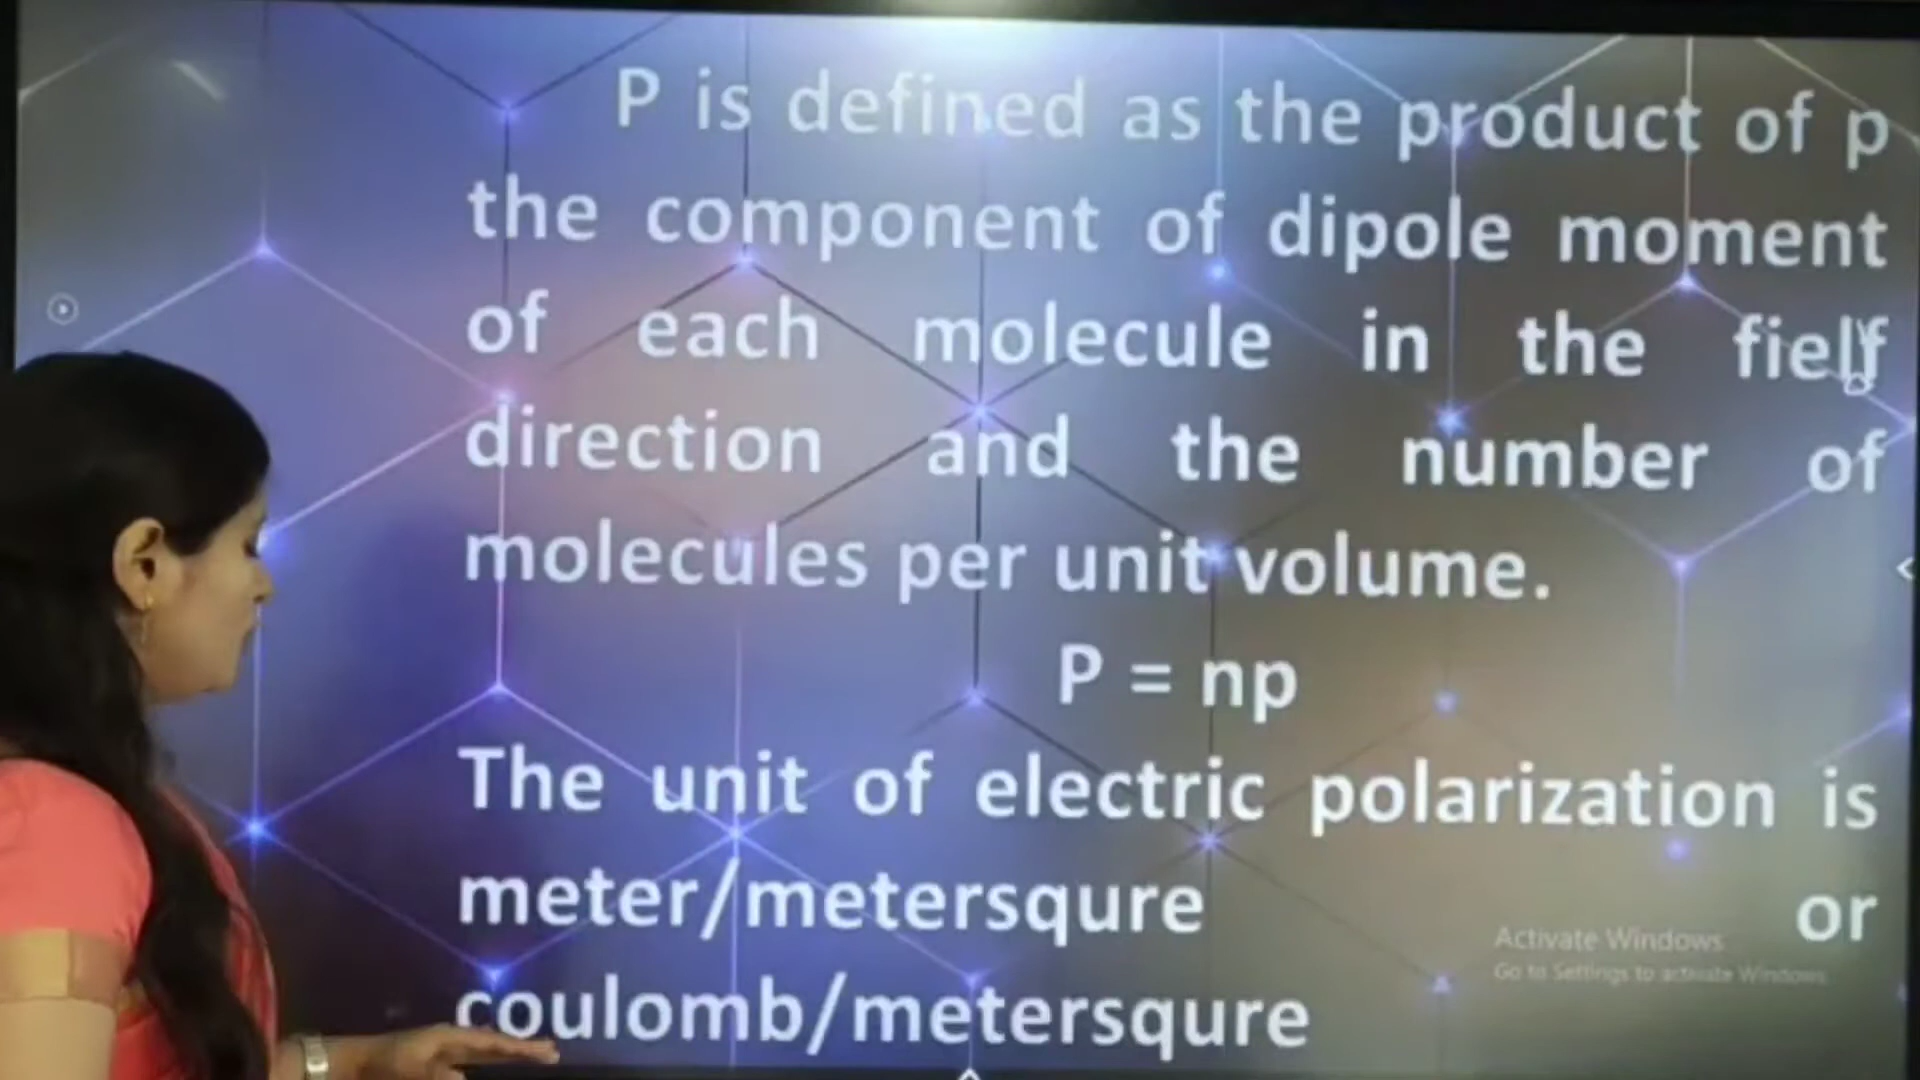 P is defined as the product of p
the component of dipole moment
of each molecule in the fielf
direction and the number of
molecules per unit volume.
P = np
The unit of electric polarization is
meter/metersqure or
coulomb/metersqure
Activate Windows
Go to Settings to activate Windows.